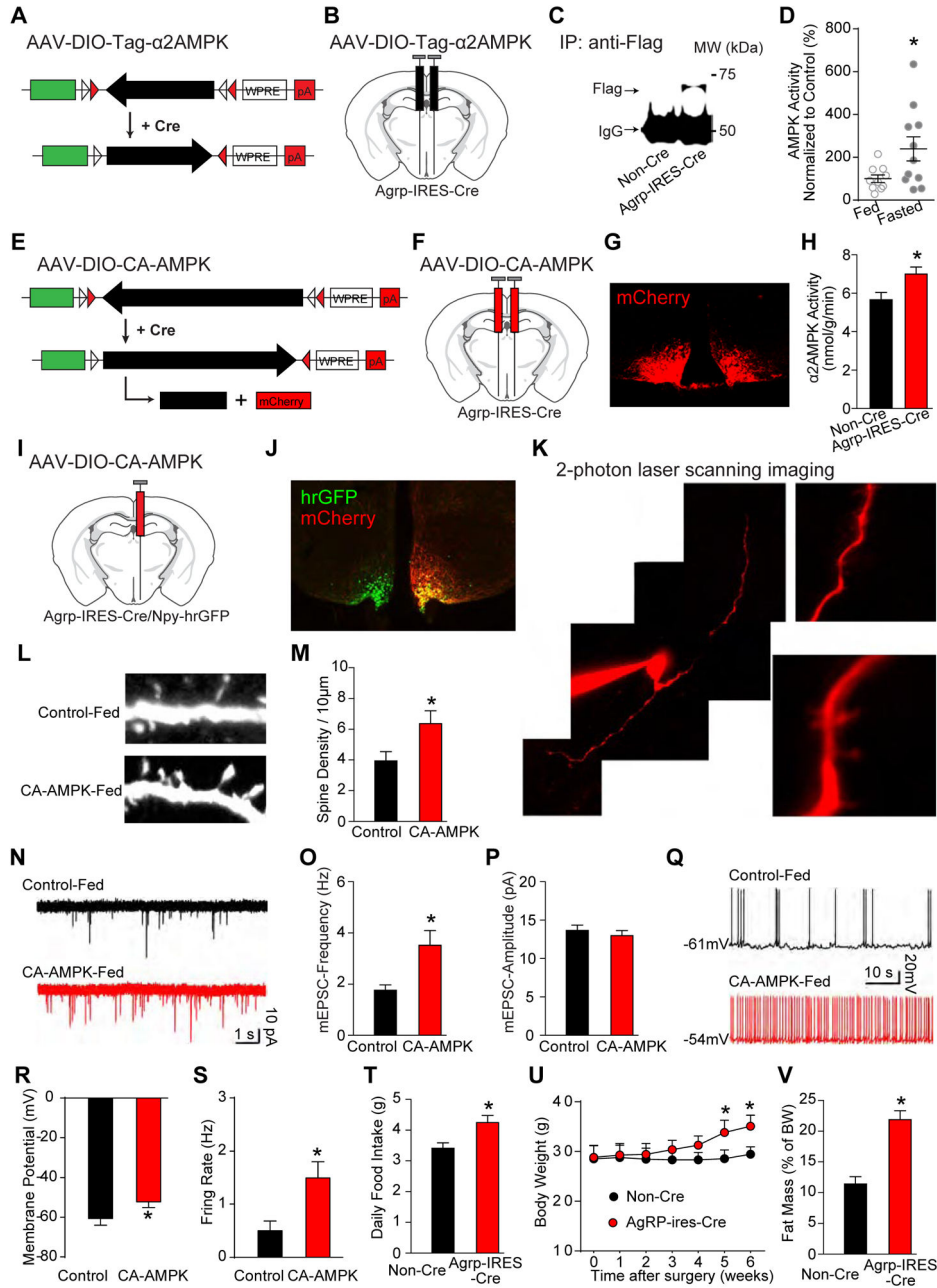 A
AAV-DIO-Tag-α2AMPK
WPRE
pA
+ Cre
WPRE
pA
B
AAV-DIO-Tag-α2AMPK
Agrp-IRES-Cre
C
IP: anti-Flag
MW (kDa)
75
Flag
IgG
50
Non-Cre
Agrp-IRES-Cre
D
AMPK Activity
Normalized to Control (%)
800
600
400
200
0
*
Fed
Fasted
E
AAV-DIO-CA-AMPK
WPRE
pA
+ Cre
WPRE
pA
+
mCherry
F
AAV-DIO-CA-AMPK
Agrp-IRES-Cre
G
mCherry
H
α2AMPK Activity
(nmol/g/min)
8
6
4
2
0
*
Non-Cre
Agrp-IRES-Cre
I
AAV-DIO-CA-AMPK
Agrp-IRES-Cre/Npy-hrGFP
J
hrGFP
mCherry
K
2-photon laser scanning imaging
L
Control-Fed
CA-AMPK-Fed
M
Spine Density / 10μm
10
8
6
4
2
0
*
Control
CA-AMPK
N
Control-Fed
CA-AMPK-Fed
1 s
10 pA
O
mEPSC-Frequency (Hz)
6
4
2
0
*
Control
CA-AMPK
P
mEPSC-Amplitude (pA)
20
15
10
5
0
Control
CA-AMPK
Q
Control-Fed
-61mV
20mV
10 s
CA-AMPK-Fed
-54mV
R
Membrane Potential (mV)
0
-20
-40
-60
-80
*
Control
CA-AMPK
S
Firing Rate (Hz)
3
2
1
0
*
Control
CA-AMPK
T
Daily Food Intake (g)
6
5
4
3
2
1
0
*
Non-Cre
Agrp-IRES
-Cre
U
Body Weight (g)
40
30
20
10
* *
Non-Cre
AgRP-ires-Cre
0 1 2 3 4 5 6
Time after surgery (weeks)
V
Fat Mass (% of BW)
25
20
15
10
5
0
*
Non-Cre
Agrp-IRES
-Cre